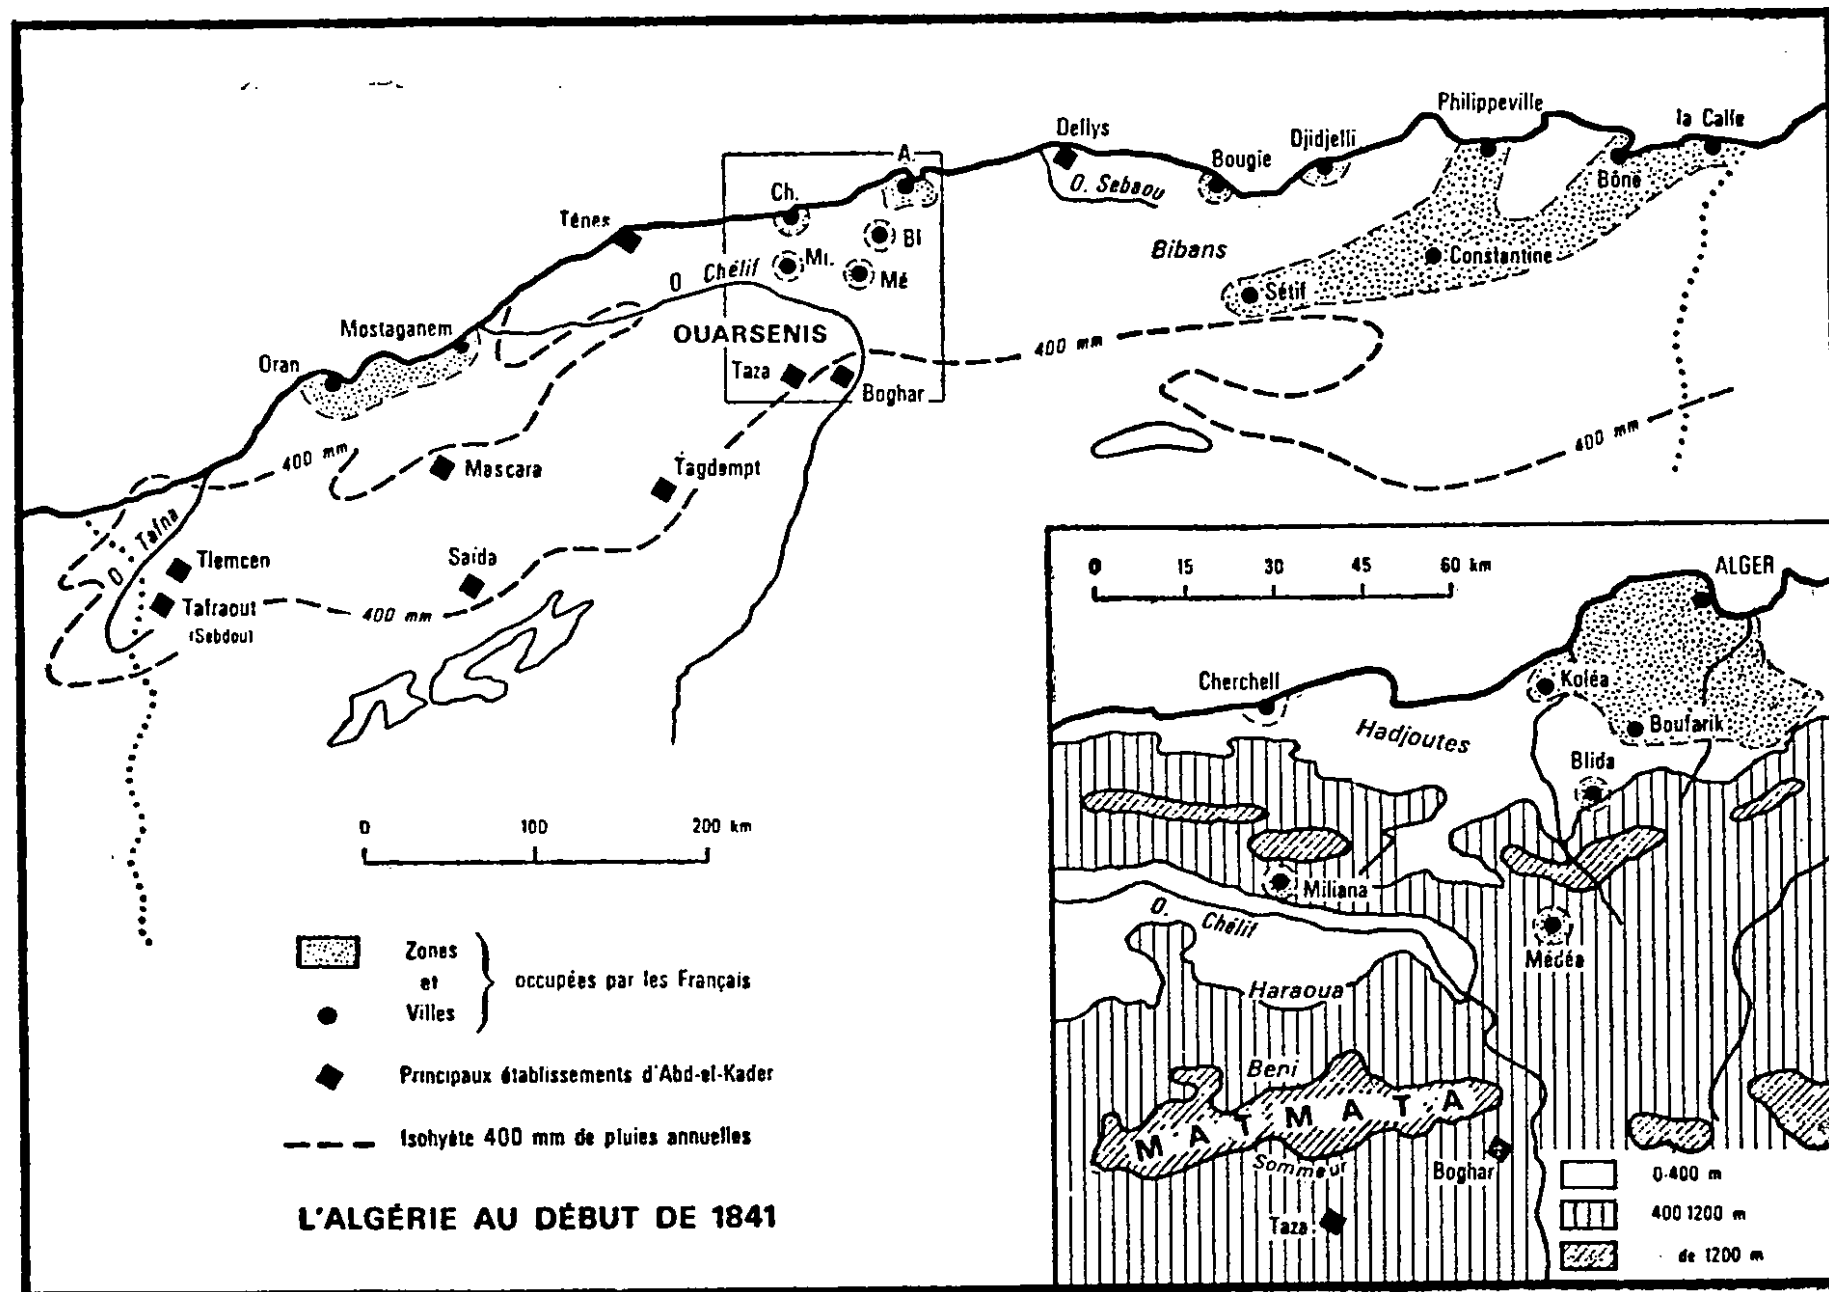 Philippeville
la Calle
Dellys
Djidjelli
A.
Bougie
O. Sebaou
Bône
Ch.
Ténes
Bl
Bibans
Constantine
Mi.
O Chélif
Mé
Sétif
Mostaganem
OUARSENIS
400 mm
Oran
Taza
Boghar
400 mm
400 mm
Mascara
Tagdempt
O Tafna
Tlemcen
Saïda
Tafraout
(Sebdou)
400 mm
0 100 200 km
Zones
et
Villes
occupées par les Français
Principaux établissements d'Abd-el-Kader
Isohyète 400 mm de pluies annuelles
L'ALGÉRIE AU DÉBUT DE 1841
0 15 30 45 60 km
ALGER
Cherchell
Koléa
Hadjoutes
Boufarik
Blida
Miliana
O. Chélif
Médéa
Haraoua
Beni
MATMATA
Sommeur
Boghar
Taza
0-400 m
400 1200 m
de 1200 m